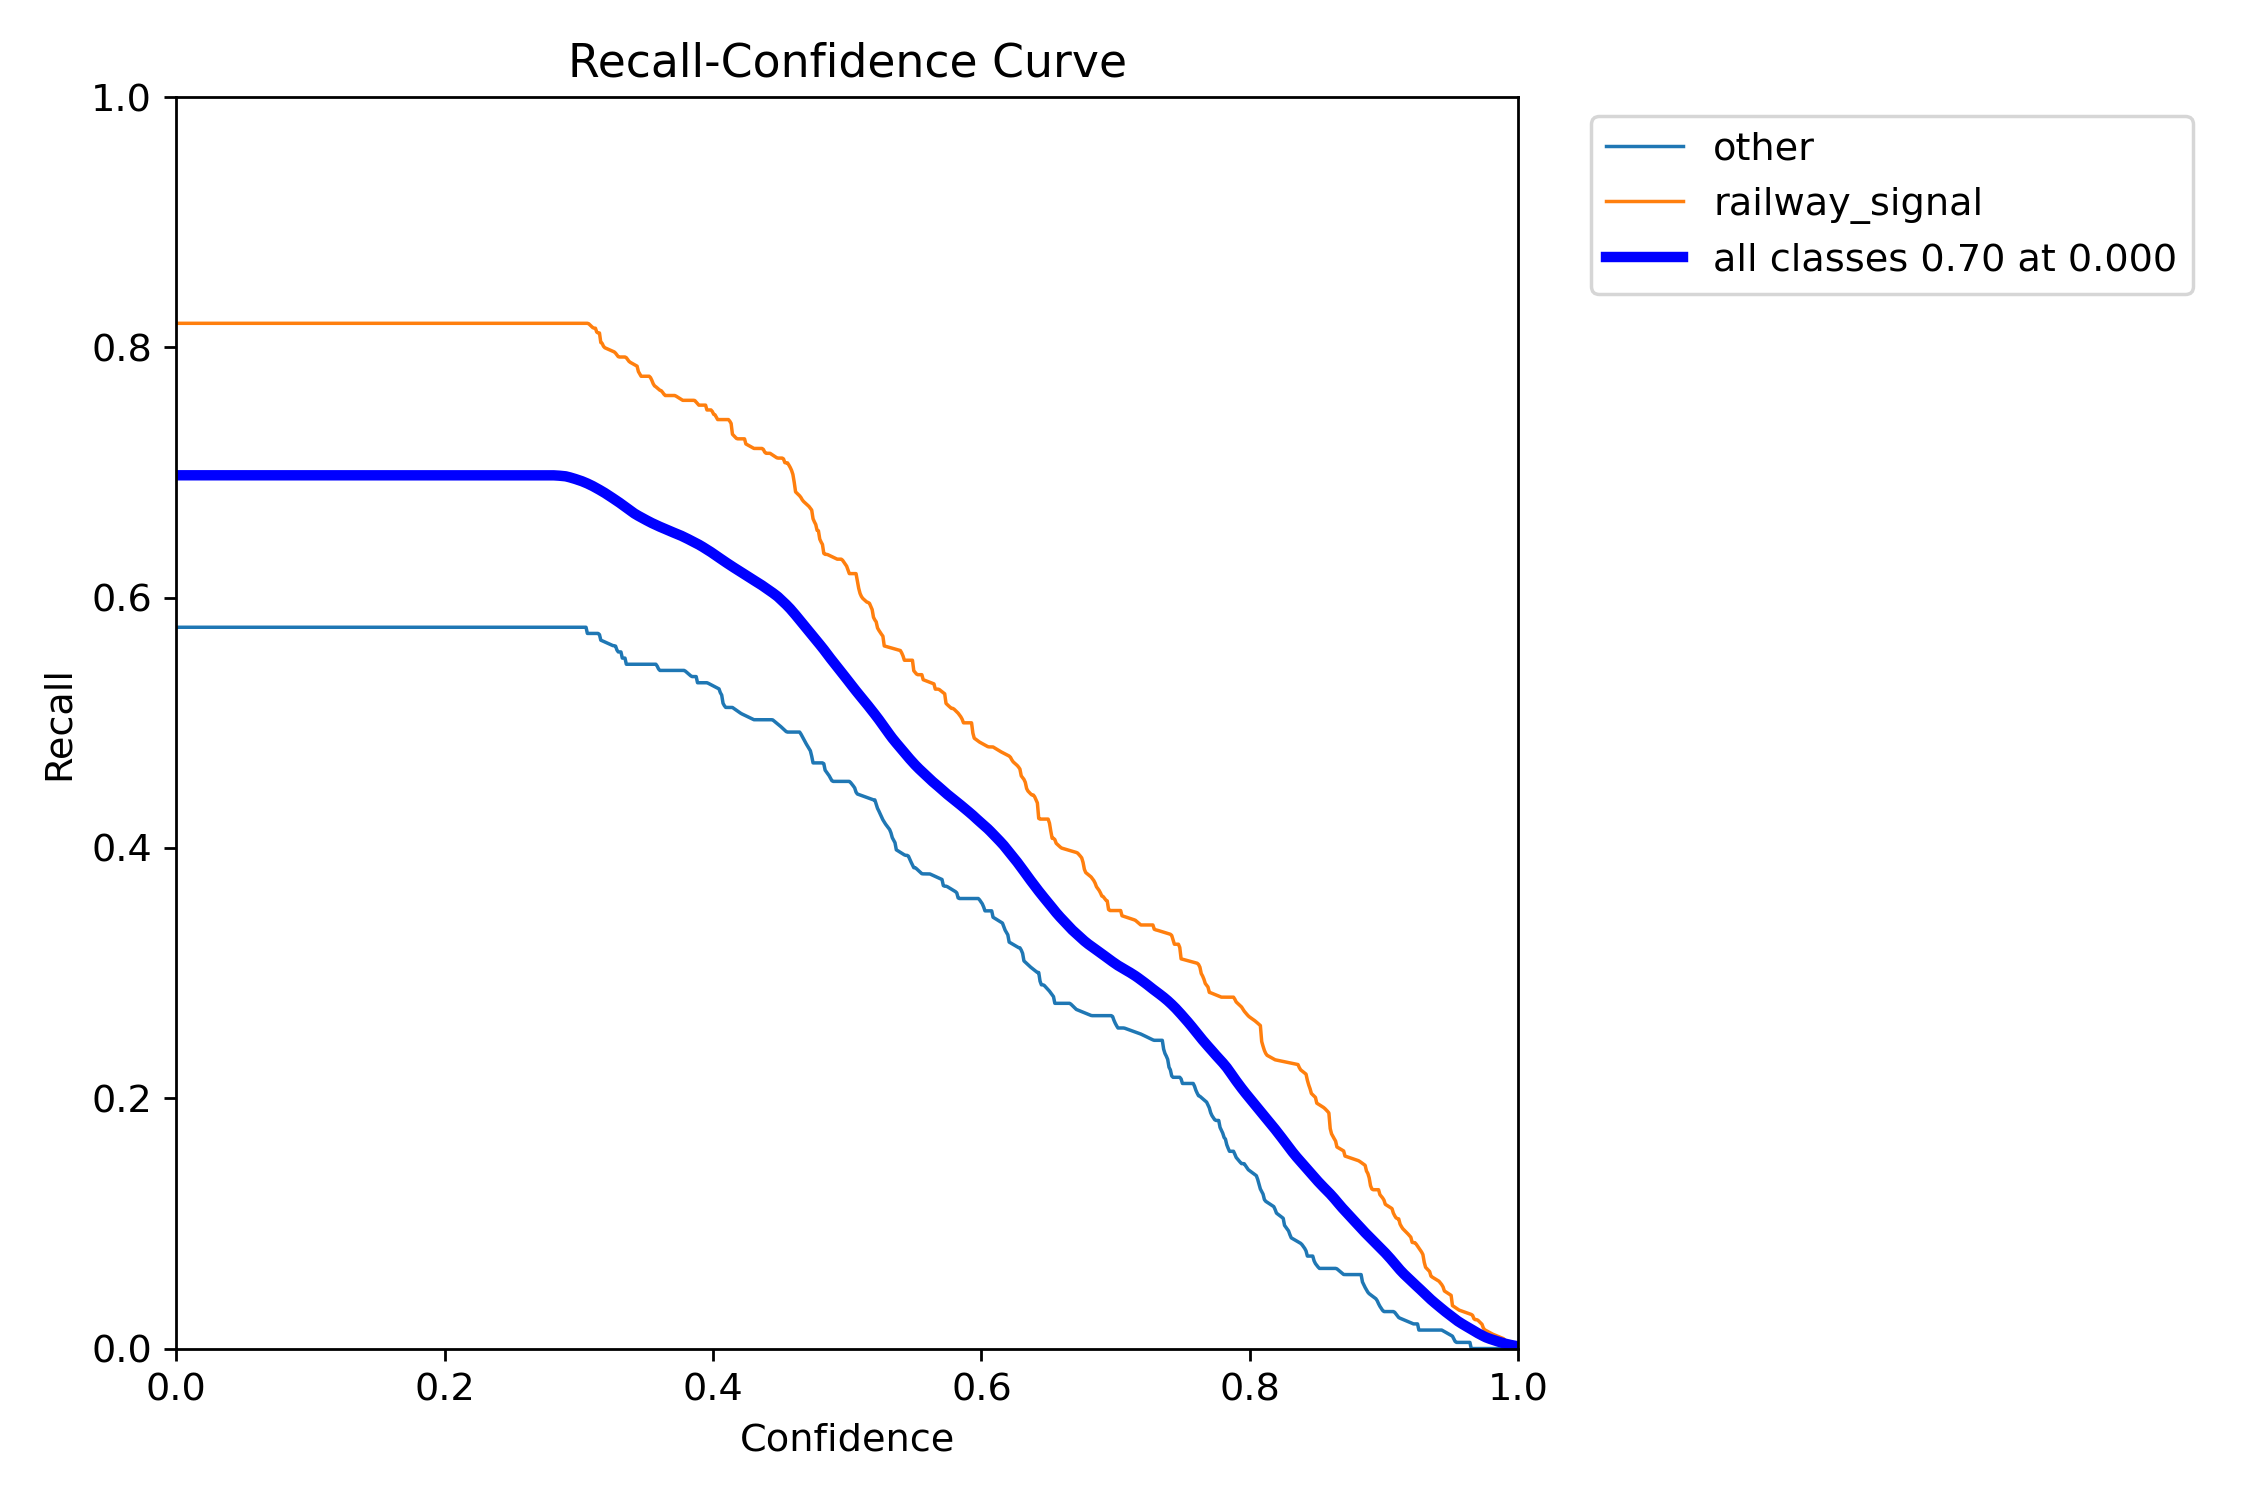 Recall-Confidence Curve
1.0
0.8
0.6
0.4
0.2
0.0
Recall
0.0 0.2 0.4 0.6 0.8 1.0
Confidence
other
railway_signal
all classes 0.70 at 0.000